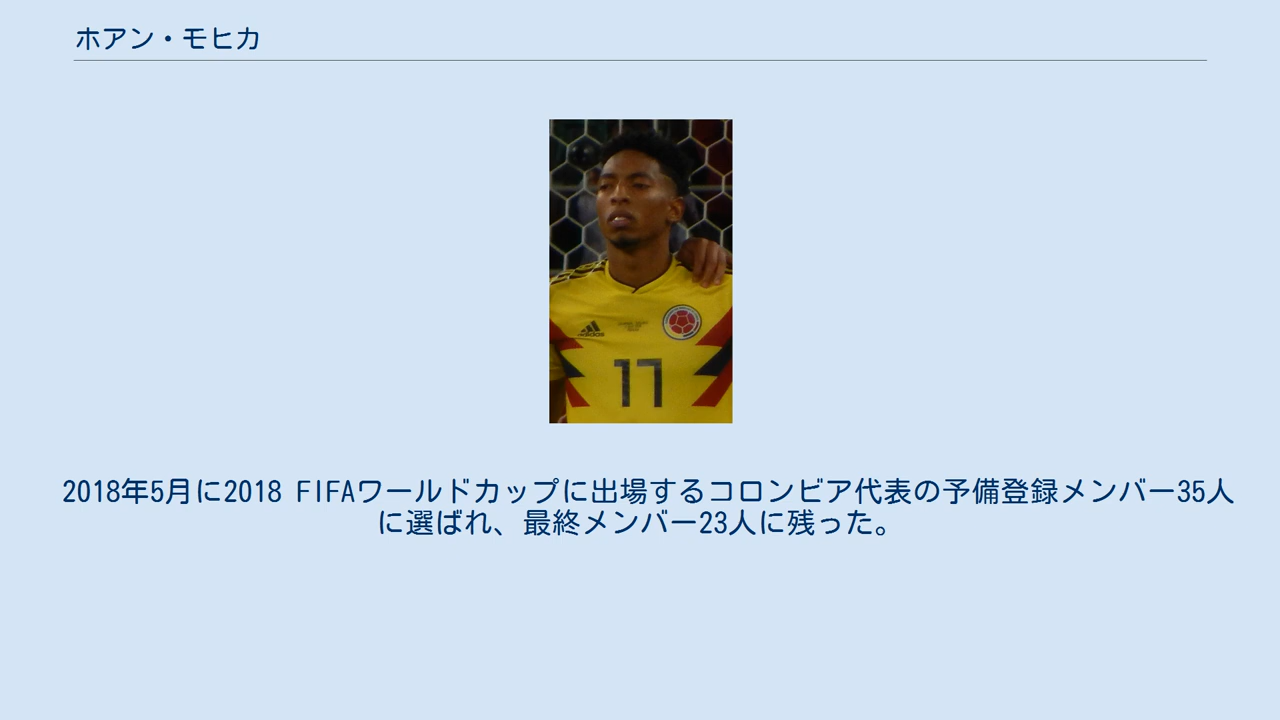 ホアン・モヒカ
adidas
17
2018年5月に2018 FIFAワールドカップに出場するコロンビア代表の予備登録メンバー35人
に選ばれ、最終メンバー23人に残った。